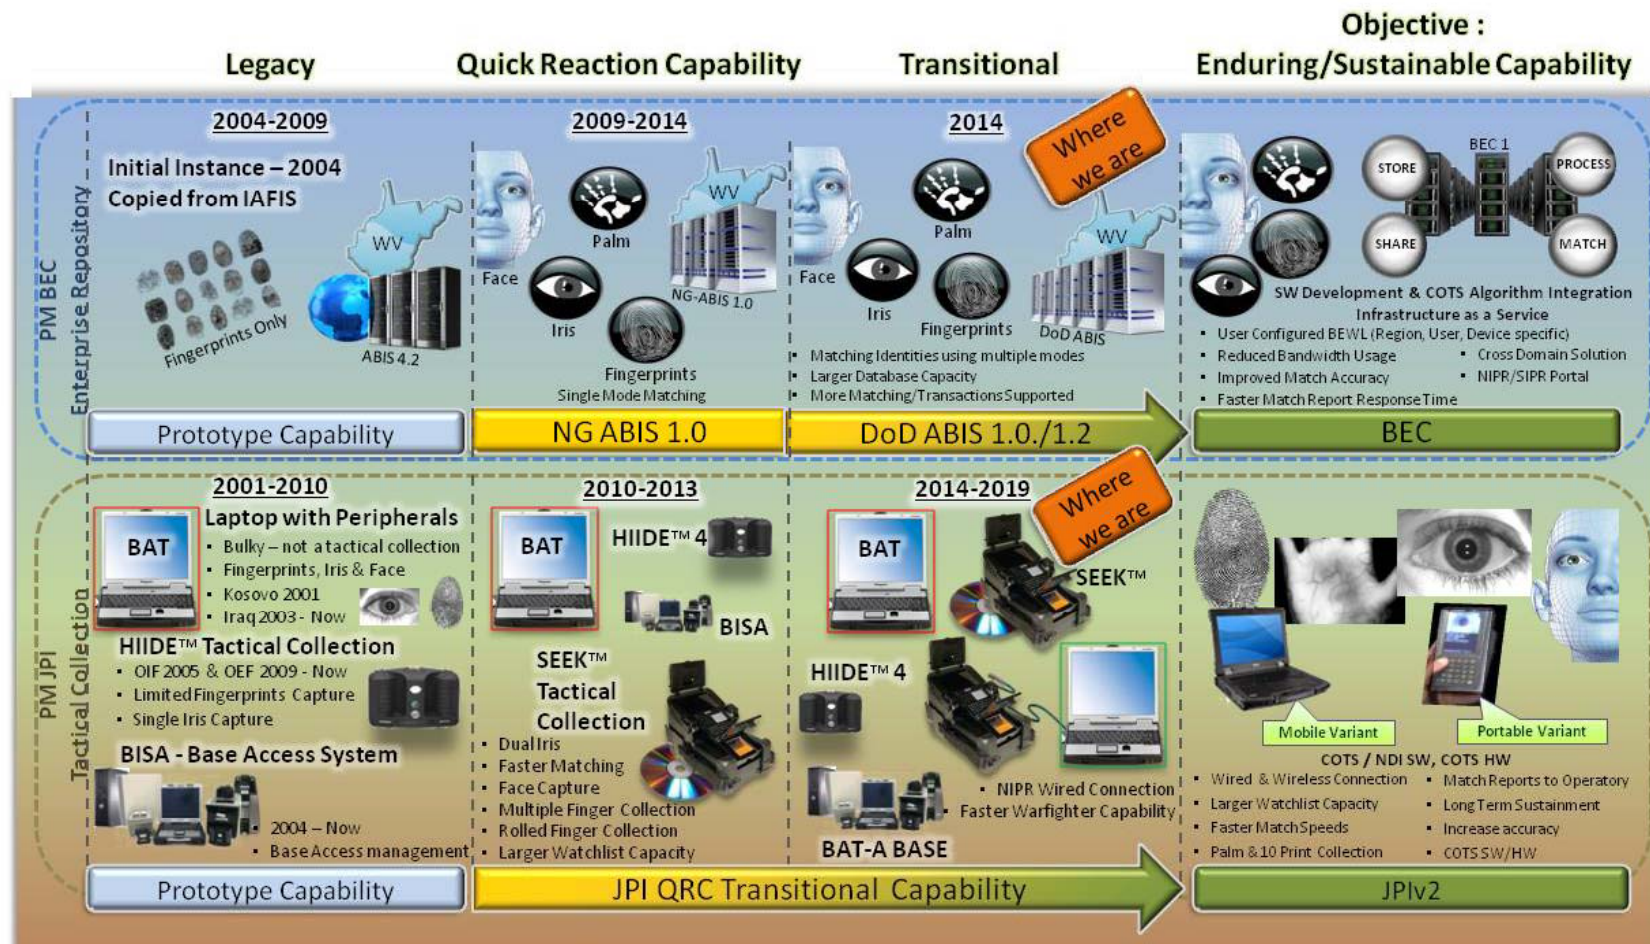 Legacy
Quick Reaction Capability
Transitional
Objective :
Enduring/Sustainable Capability
PM BEC
Enterprise Repository
2004-2009
Initial Instance – 2004
Copied from IAFIS
WV
Fingerprints Only
ABIS 4.2
Prototype Capability
2009-2014
Face
Palm
WV
Iris
NG-ABIS 1.0
Fingerprints
Single Mode Matching
NG ABIS 1.0
2014
Where
we are
Face
Palm
WV
Iris
Fingerprints
DoD ABIS
▪ Matching Identities using multiple modes
▪ Larger Database Capacity
▪ More Matching/Transactions Supported
DoD ABIS 1.0./1.2
BEC 1
STORE
PROCESS
SHARE
MATCH
SW Development & COTS Algorithm Integration
Infrastructure as a Service
▪ User Configured BEWL (Region, User, Device specific)
▪ Reduced Bandwidth Usage
▪ Improved Match Accuracy
▪ Faster Match Report Response Time
▪ Cross Domain Solution
▪ NIPR/SIPR Portal
BEC
PM JPI
Tactical Collection
2001-2010
BAT
Laptop with Peripherals
▪ Bulky – not a tactical collection
▪ Fingerprints, Iris & Face
▪ Kosovo 2001
▪ Iraq 2003 - Now
HIIDE™ Tactical Collection
▪ OIF 2005 & OEF 2009 - Now
▪ Limited Fingerprints Capture
▪ Single Iris Capture
BISA - Base Access System
▪ 2004 – Now
▪ Base Access management
Prototype Capability
2010-2013
BAT
HIIDE™ 4
BISA
SEEK™
Tactical
Collection
▪ Dual Iris
▪ Faster Matching
▪ Face Capture
▪ Multiple Finger Collection
▪ Rolled Finger Collection
▪ Larger Watchlist Capacity
2014-2019
Where
we are
BAT
SEEK™
HIIDE™ 4
▪ NIPR Wired Connection
▪ Faster Warfighter Capability
BAT-A BASE
JPI QRC Transitional Capability
Mobile Variant
Portable Variant
COTS / NDI SW, COTS HW
▪ Wired & Wireless Connection
▪ Larger Watchlist Capacity
▪ Faster Match Speeds
▪ Palm & 10 Print Collection
▪ Match Reports to Operatory
▪ Long Term Sustainment
▪ Increase accuracy
▪ COTS SW/HW
JPIv2